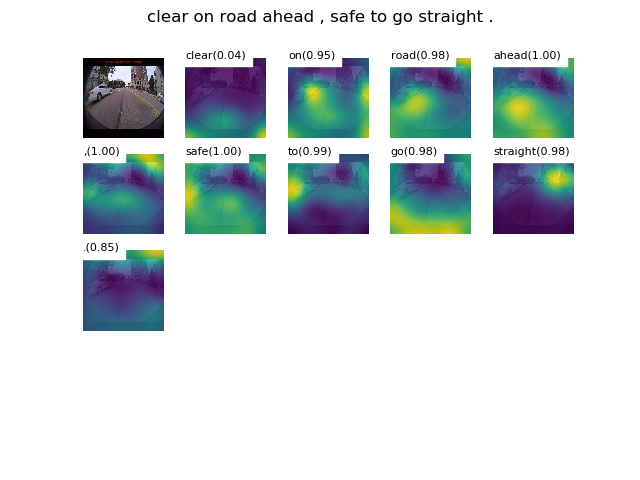 clear on road ahead , safe to go straight .
clear(0.04) on(0.95) road(0.98) ahead(1.00)
,(1.00) safe(1.00) to(0.99) go(0.98) straight(0.98)
.(0.85)